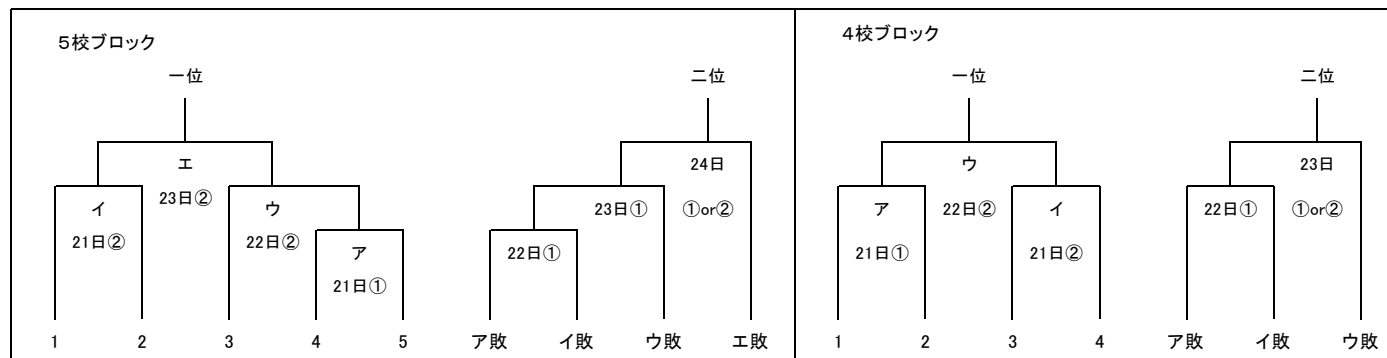 5校ブロック
一位
二位
エ
24日
23日②
イ
ウ
23日①
①or②
21日②
22日②
ア
22日①
21日①
1 2 3 4 5 ア敗 イ敗 ウ敗 エ敗
4校ブロック
一位
二位
ウ
23日
ア
22日②
イ
22日①
①or②
21日①
21日②
1 2 3 4 ア敗 イ敗 ウ敗